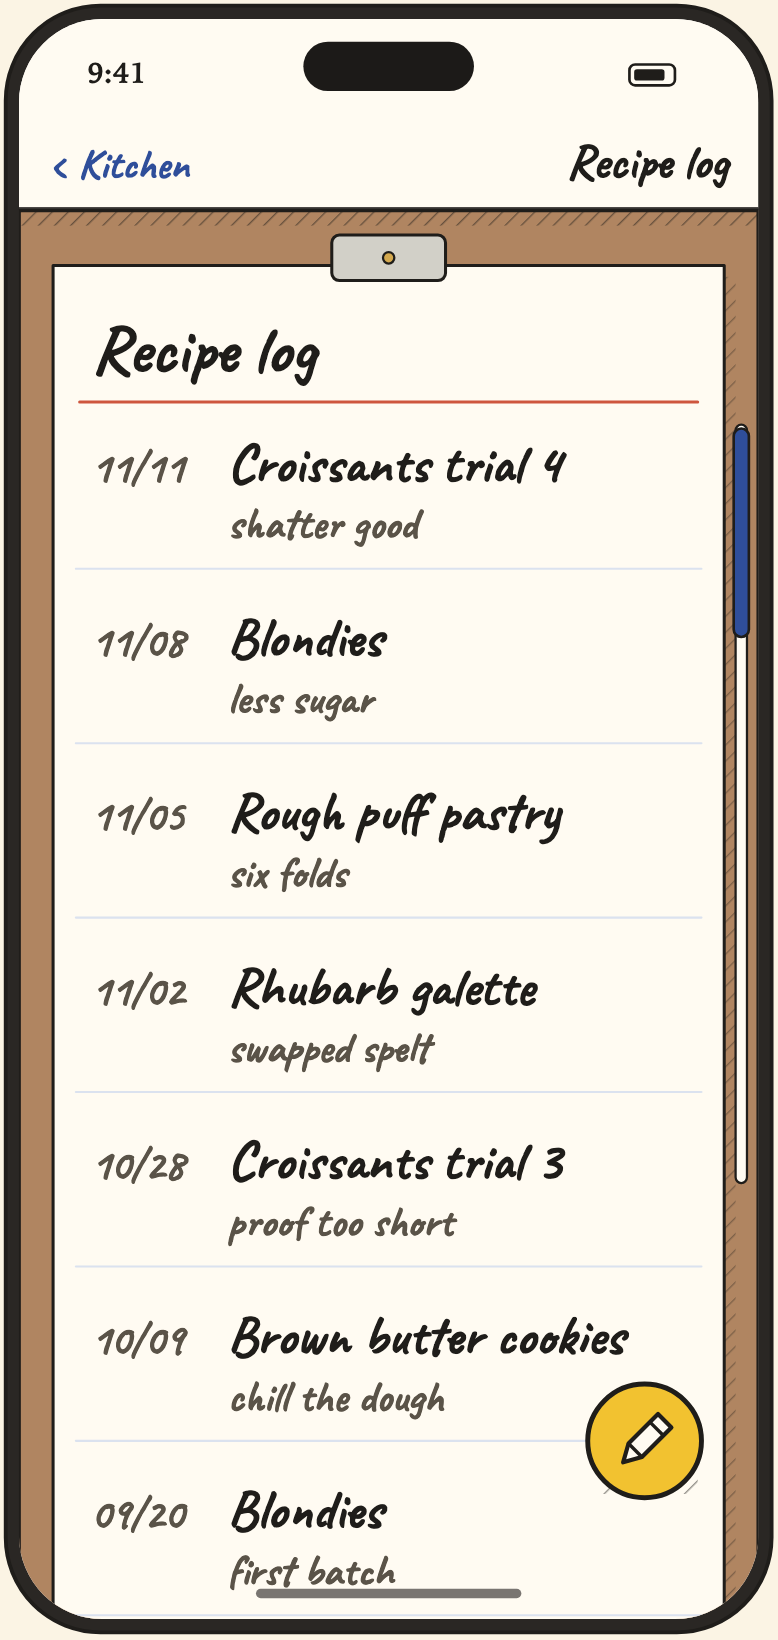 9:41
< Kitchen
Recipe log
Recipe log
11/11 Croissants trial 4
shatter good
11/08 Blondies
less sugar
11/05 Rough puff pastry
six folds
11/02 Rhubarb galette
swapped spelt
10/28 Croissants trial 3
proof too short
10/09 Brown butter cookies
chill the dough
09/20 Blondies
first batch